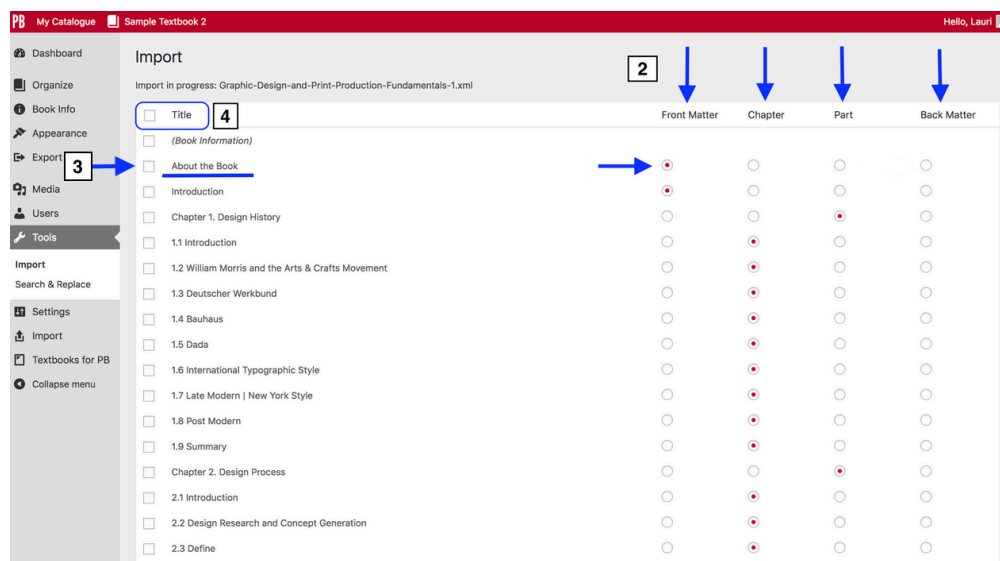 PB My Catalogue Sample Textbook 2 Hello, Lauri
Dashboard
Organize
Book Info
Appearance
Export
Media
Users
Tools
Import
Search & Replace
Settings
Import
Textbooks for PB
Collapse menu
Import
Import in progress: Graphic-Design-and-Print-Production-Fundamentals-1.xml
2
Title 4 Front Matter Chapter Part Back Matter
(Book Information)
3 About the Book
Introduction
Chapter 1. Design History
1.1 Introduction
1.2 William Morris and the Arts & Crafts Movement
1.3 Deutscher Werkbund
1.4 Bauhaus
1.5 Dada
1.6 International Typographic Style
1.7 Late Modern | New York Style
1.8 Post Modern
1.9 Summary
Chapter 2. Design Process
2.1 Introduction
2.2 Design Research and Concept Generation
2.3 Define